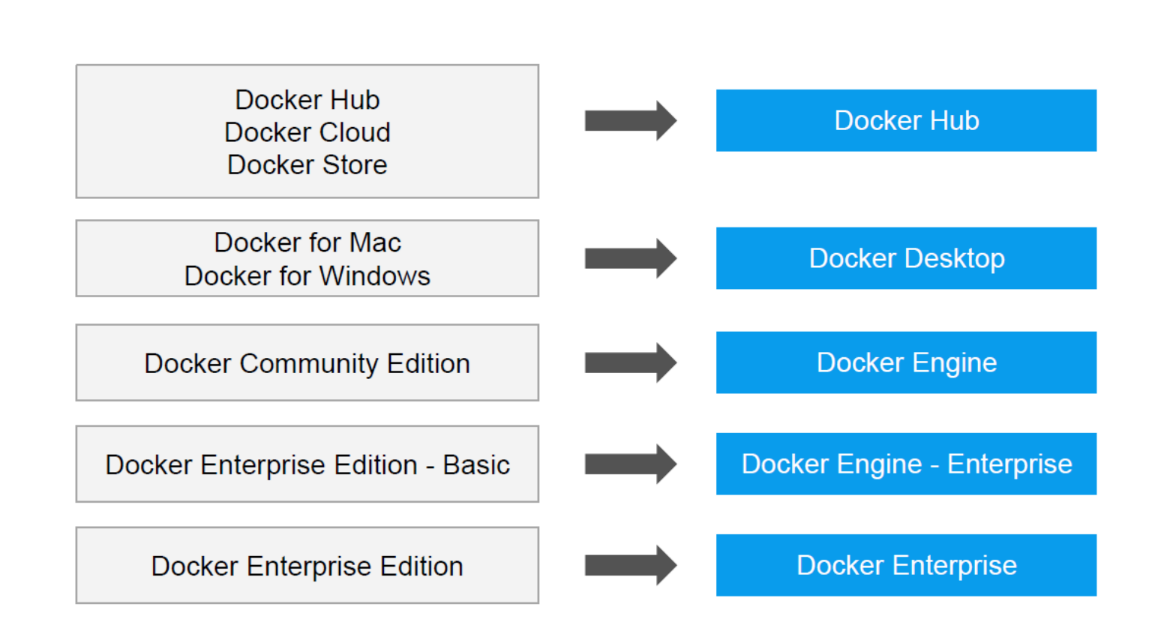 Docker Hub
Docker Cloud
Docker Store
Docker Hub
Docker for Mac
Docker for Windows
Docker Desktop
Docker Community Edition
Docker Engine
Docker Enterprise Edition - Basic
Docker Engine - Enterprise
Docker Enterprise Edition
Docker Enterprise